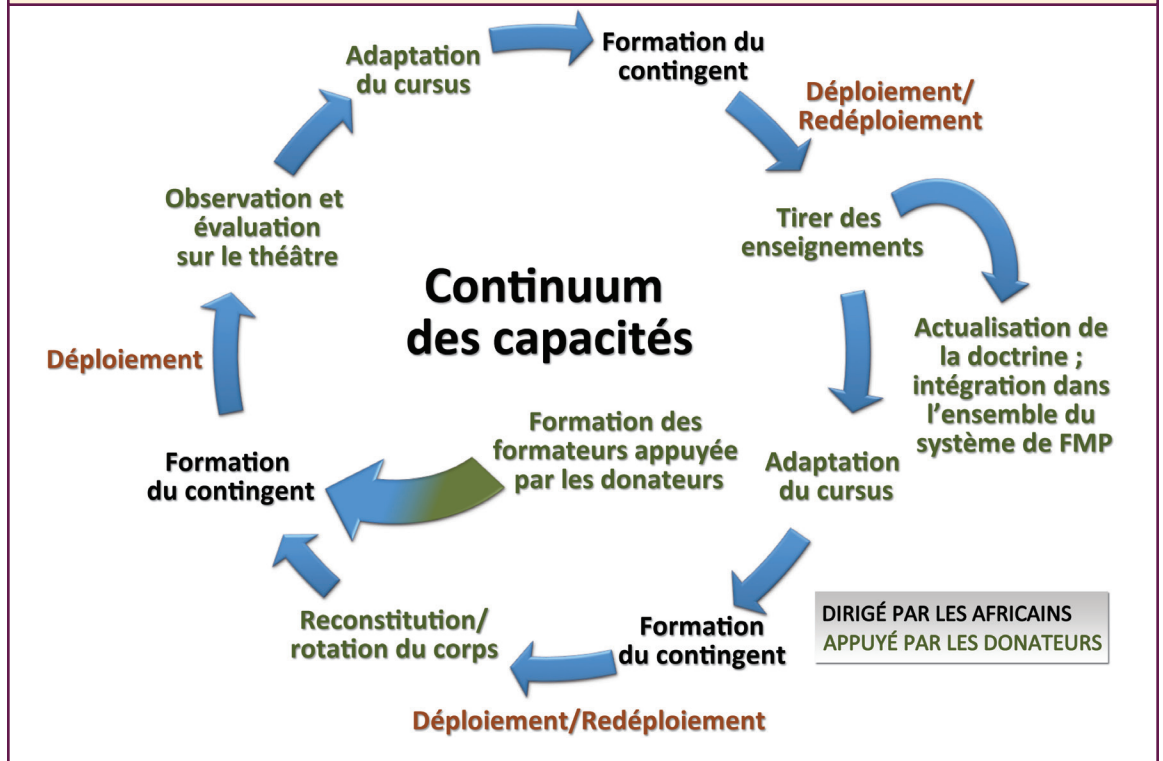 Adaptation
du cursus
Formation du
contingent
Déploiement/
Redéploiement
Tirer des
enseignements
Actualisation de
la doctrine ;
intégration dans
l’ensemble du
système de FMP
Adaptation
du cursus
Formation
du contingent
Déploiement/Redéploiement
Reconstitution/
rotation du corps
Formation
du contingent
Formation des
formateurs appuyée
par les donateurs
Déploiement
Observation et
évaluation
sur le théâtre
Continuum
des capacités
DIRIGÉ PAR LES AFRICAINS
APPUYÉ PAR LES DONATEURS